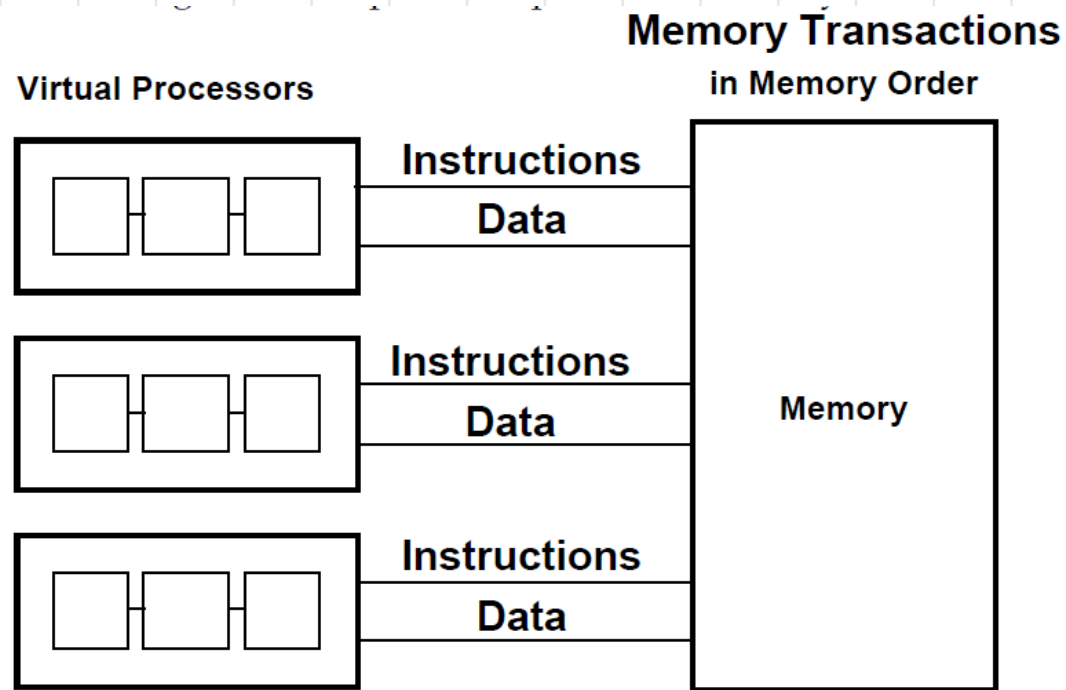 Memory Transactions
in Memory Order
Virtual Processors
Instructions
Data
Instructions
Data
Memory
Instructions
Data